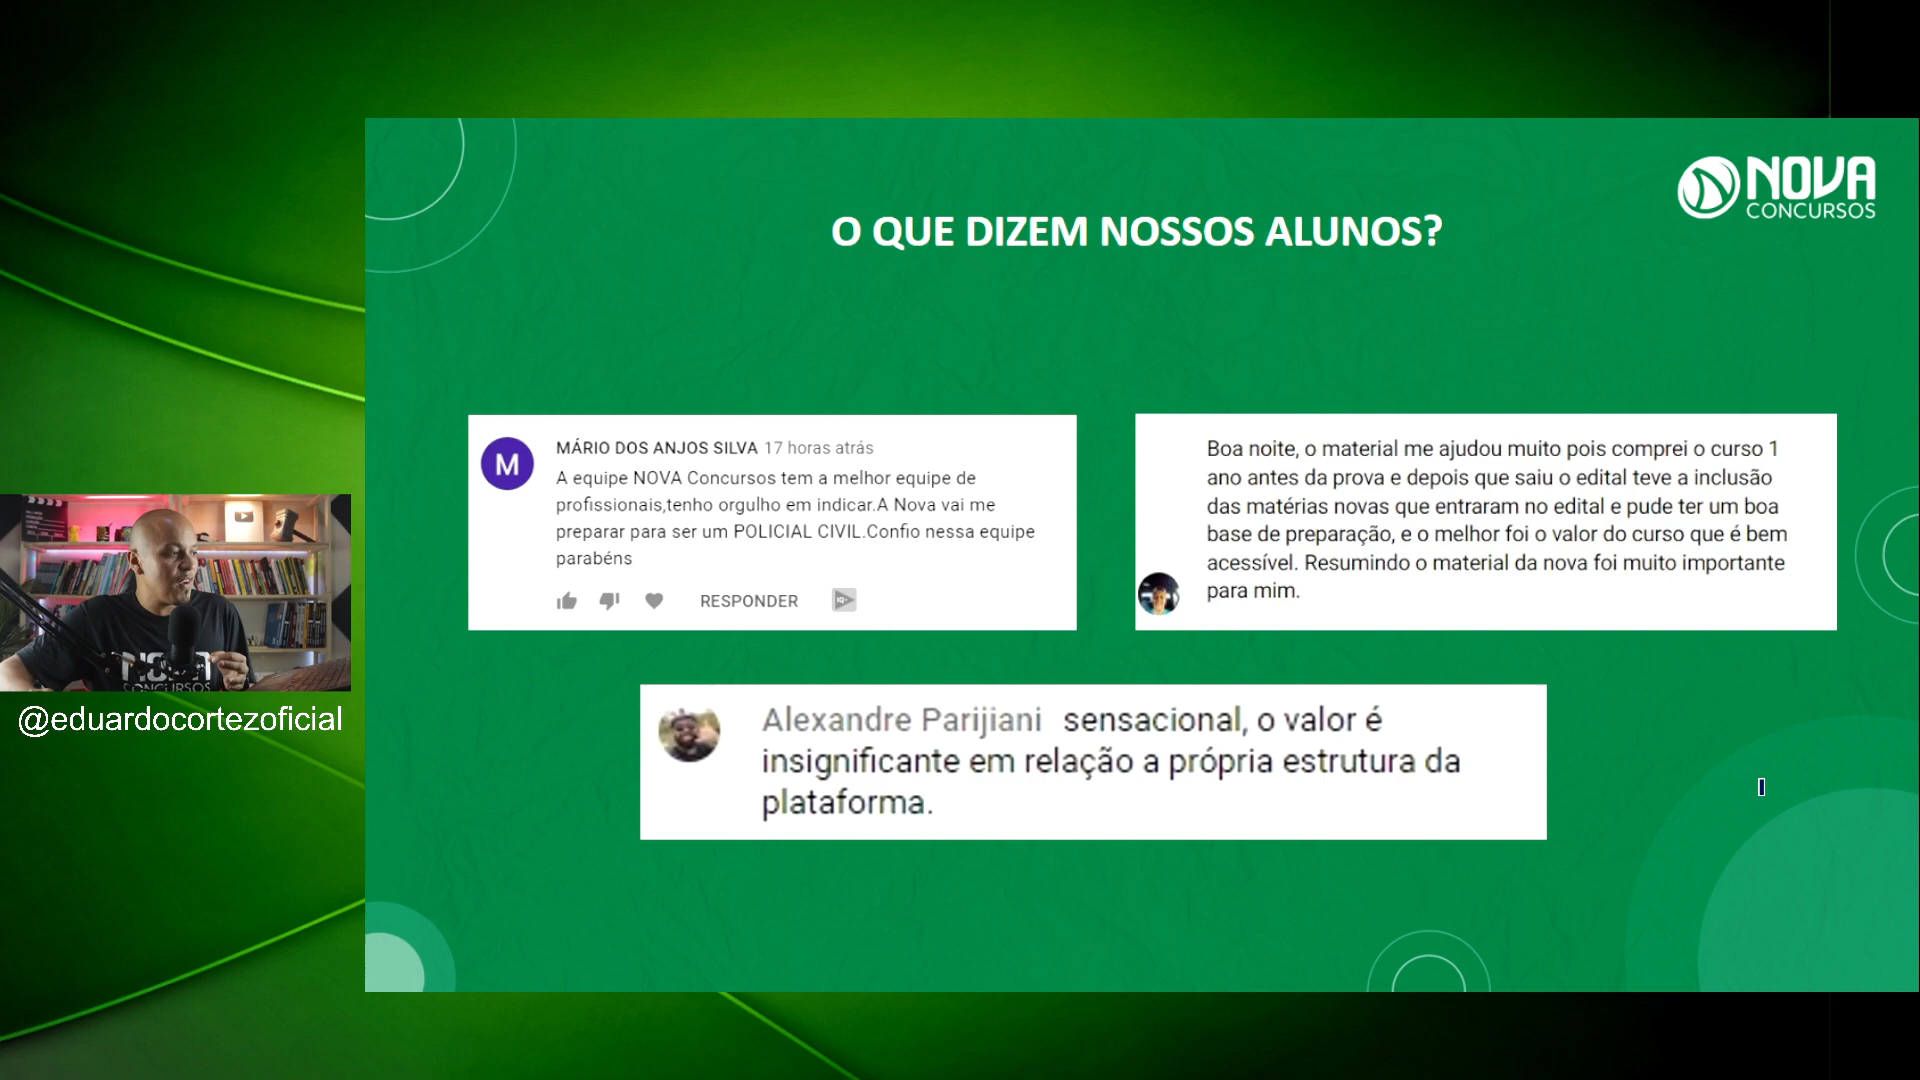 NOVA
CONCURSOS
O QUE DIZEM NOSSOS ALUNOS?
MÁRIO DOS ANJOS SILVA 17 horas atrás
A equipe NOVA Concursos tem a melhor equipe de
profissionais,tenho orgulho em indicar.A Nova vai me
preparar para ser um POLICIAL CIVIL.Confio nessa equipe
parabéns
RESPONDER
Boa noite, o material me ajudou muito pois comprei o curso 1
ano antes da prova e depois que saiu o edital teve a inclusão
das matérias novas que entraram no edital e pude ter um boa
base de preparação, e o melhor foi o valor do curso que é bem
acessível. Resumindo o material da nova foi muito importante
para mim.
Alexandre Parijiani sensacional, o valor é
insignificante em relação a própria estrutura da
plataforma.
NOVA
CONCURSOS
@eduardocortezoficial